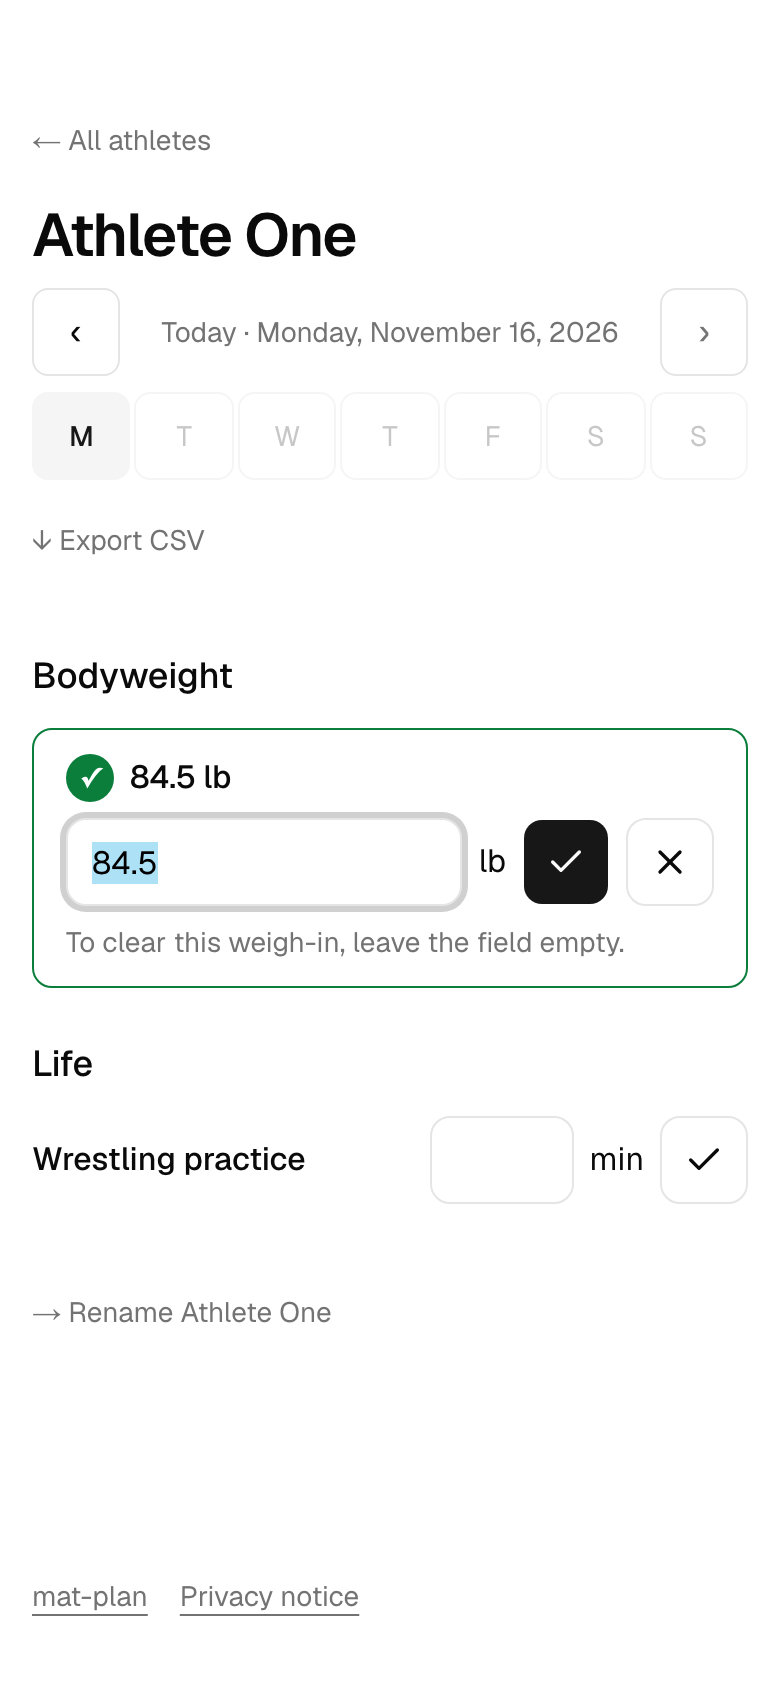 ← All athletes
Athlete One
‹ Today · Monday, November 16, 2026 ›
M T W T F S S
↓ Export CSV
Bodyweight
✓ 84.5 lb
84.5 lb ✓ ×
To clear this weigh-in, leave the field empty.
Life
Wrestling practice min ✓
→ Rename Athlete One
mat-plan Privacy notice